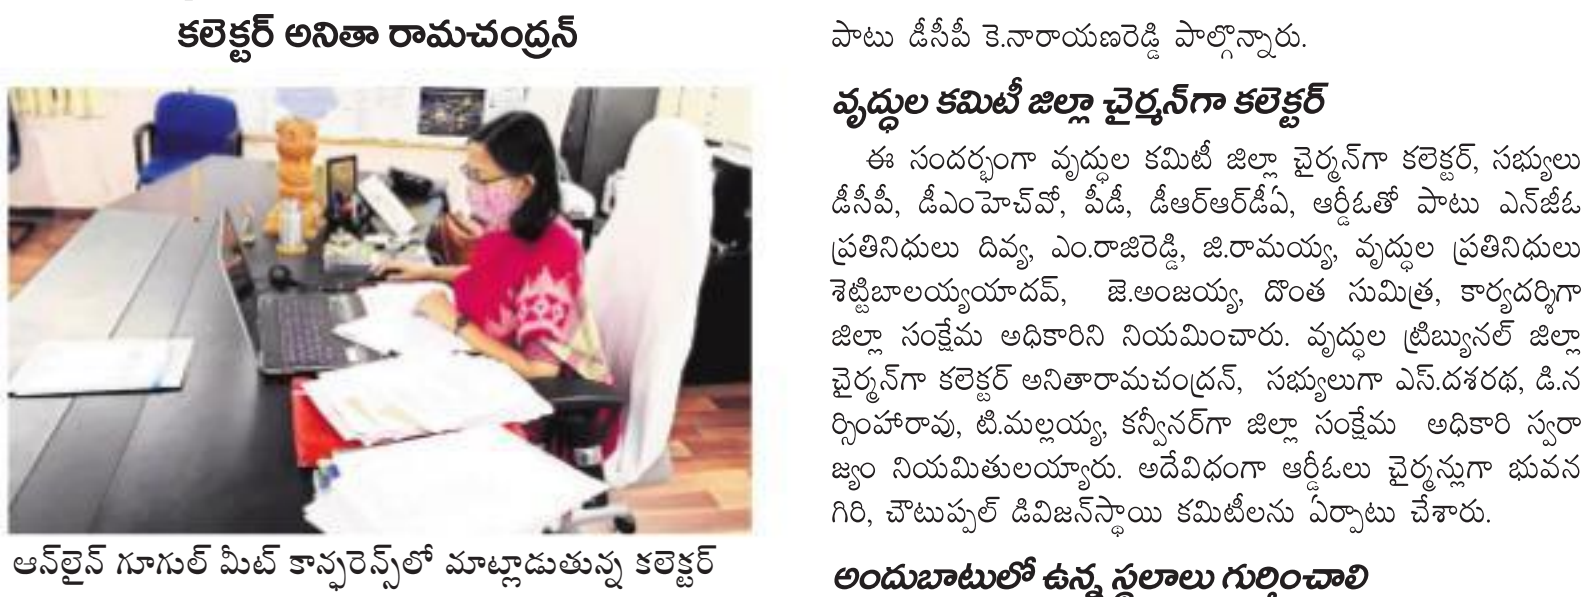 కలెక్టర్ అనితా రామచంద్రన్
ఆన్‌లైన్ గూగుల్ మీట్ కాన్ఫరెన్స్‌లో మాట్లాడుతున్న కలెక్టర్
పాటు డీసీపీ కె.నారాయణరెడ్డి పాల్గొన్నారు.
వృద్ధుల కమిటీ జిల్లా చైర్మన్‌గా కలెక్టర్
ఈ సందర్భంగా వృద్ధుల కమిటీ జిల్లా చైర్మన్‌గా కలెక్టర్, సభ్యులు
డీసీపీ, డీఎంహెచ్‌వో, పీడీ, డీఆర్ఆర్‌డీఏ, ఆర్డీఓతో పాటు ఎన్‌జీఓ
ప్రతినిధులు దివ్య, ఎం.రాజిరెడ్డి, జి.రామయ్య, వృద్ధుల ప్రతినిధులు
శెట్టిబాలయ్యయాదవ్, జె.అంజయ్య, దొంత సుమిత్ర, కార్యదర్శిగా
జిల్లా సంక్షేమ అధికారిని నియమించారు. వృద్ధుల ట్రిబ్యునల్ జిల్లా
చైర్మన్‌గా కలెక్టర్ అనితారామచంద్రన్, సభ్యులుగా ఎస్.దశరథ, డి.న
ర్సింహారావు, టి.మల్లయ్య, కన్వీనర్‌గా జిల్లా సంక్షేమ అధికారి స్వరా
జ్యం నియమితులయ్యారు. అదేవిధంగా ఆర్డీఓలు చైర్మన్లుగా భువన
గిరి, చౌటుప్పల్ డివిజన్‌స్థాయి కమిటీలను ఏర్పాటు చేశారు.
అందుబాటులో ఉన్న స్థలాలు గుర్తించాలి